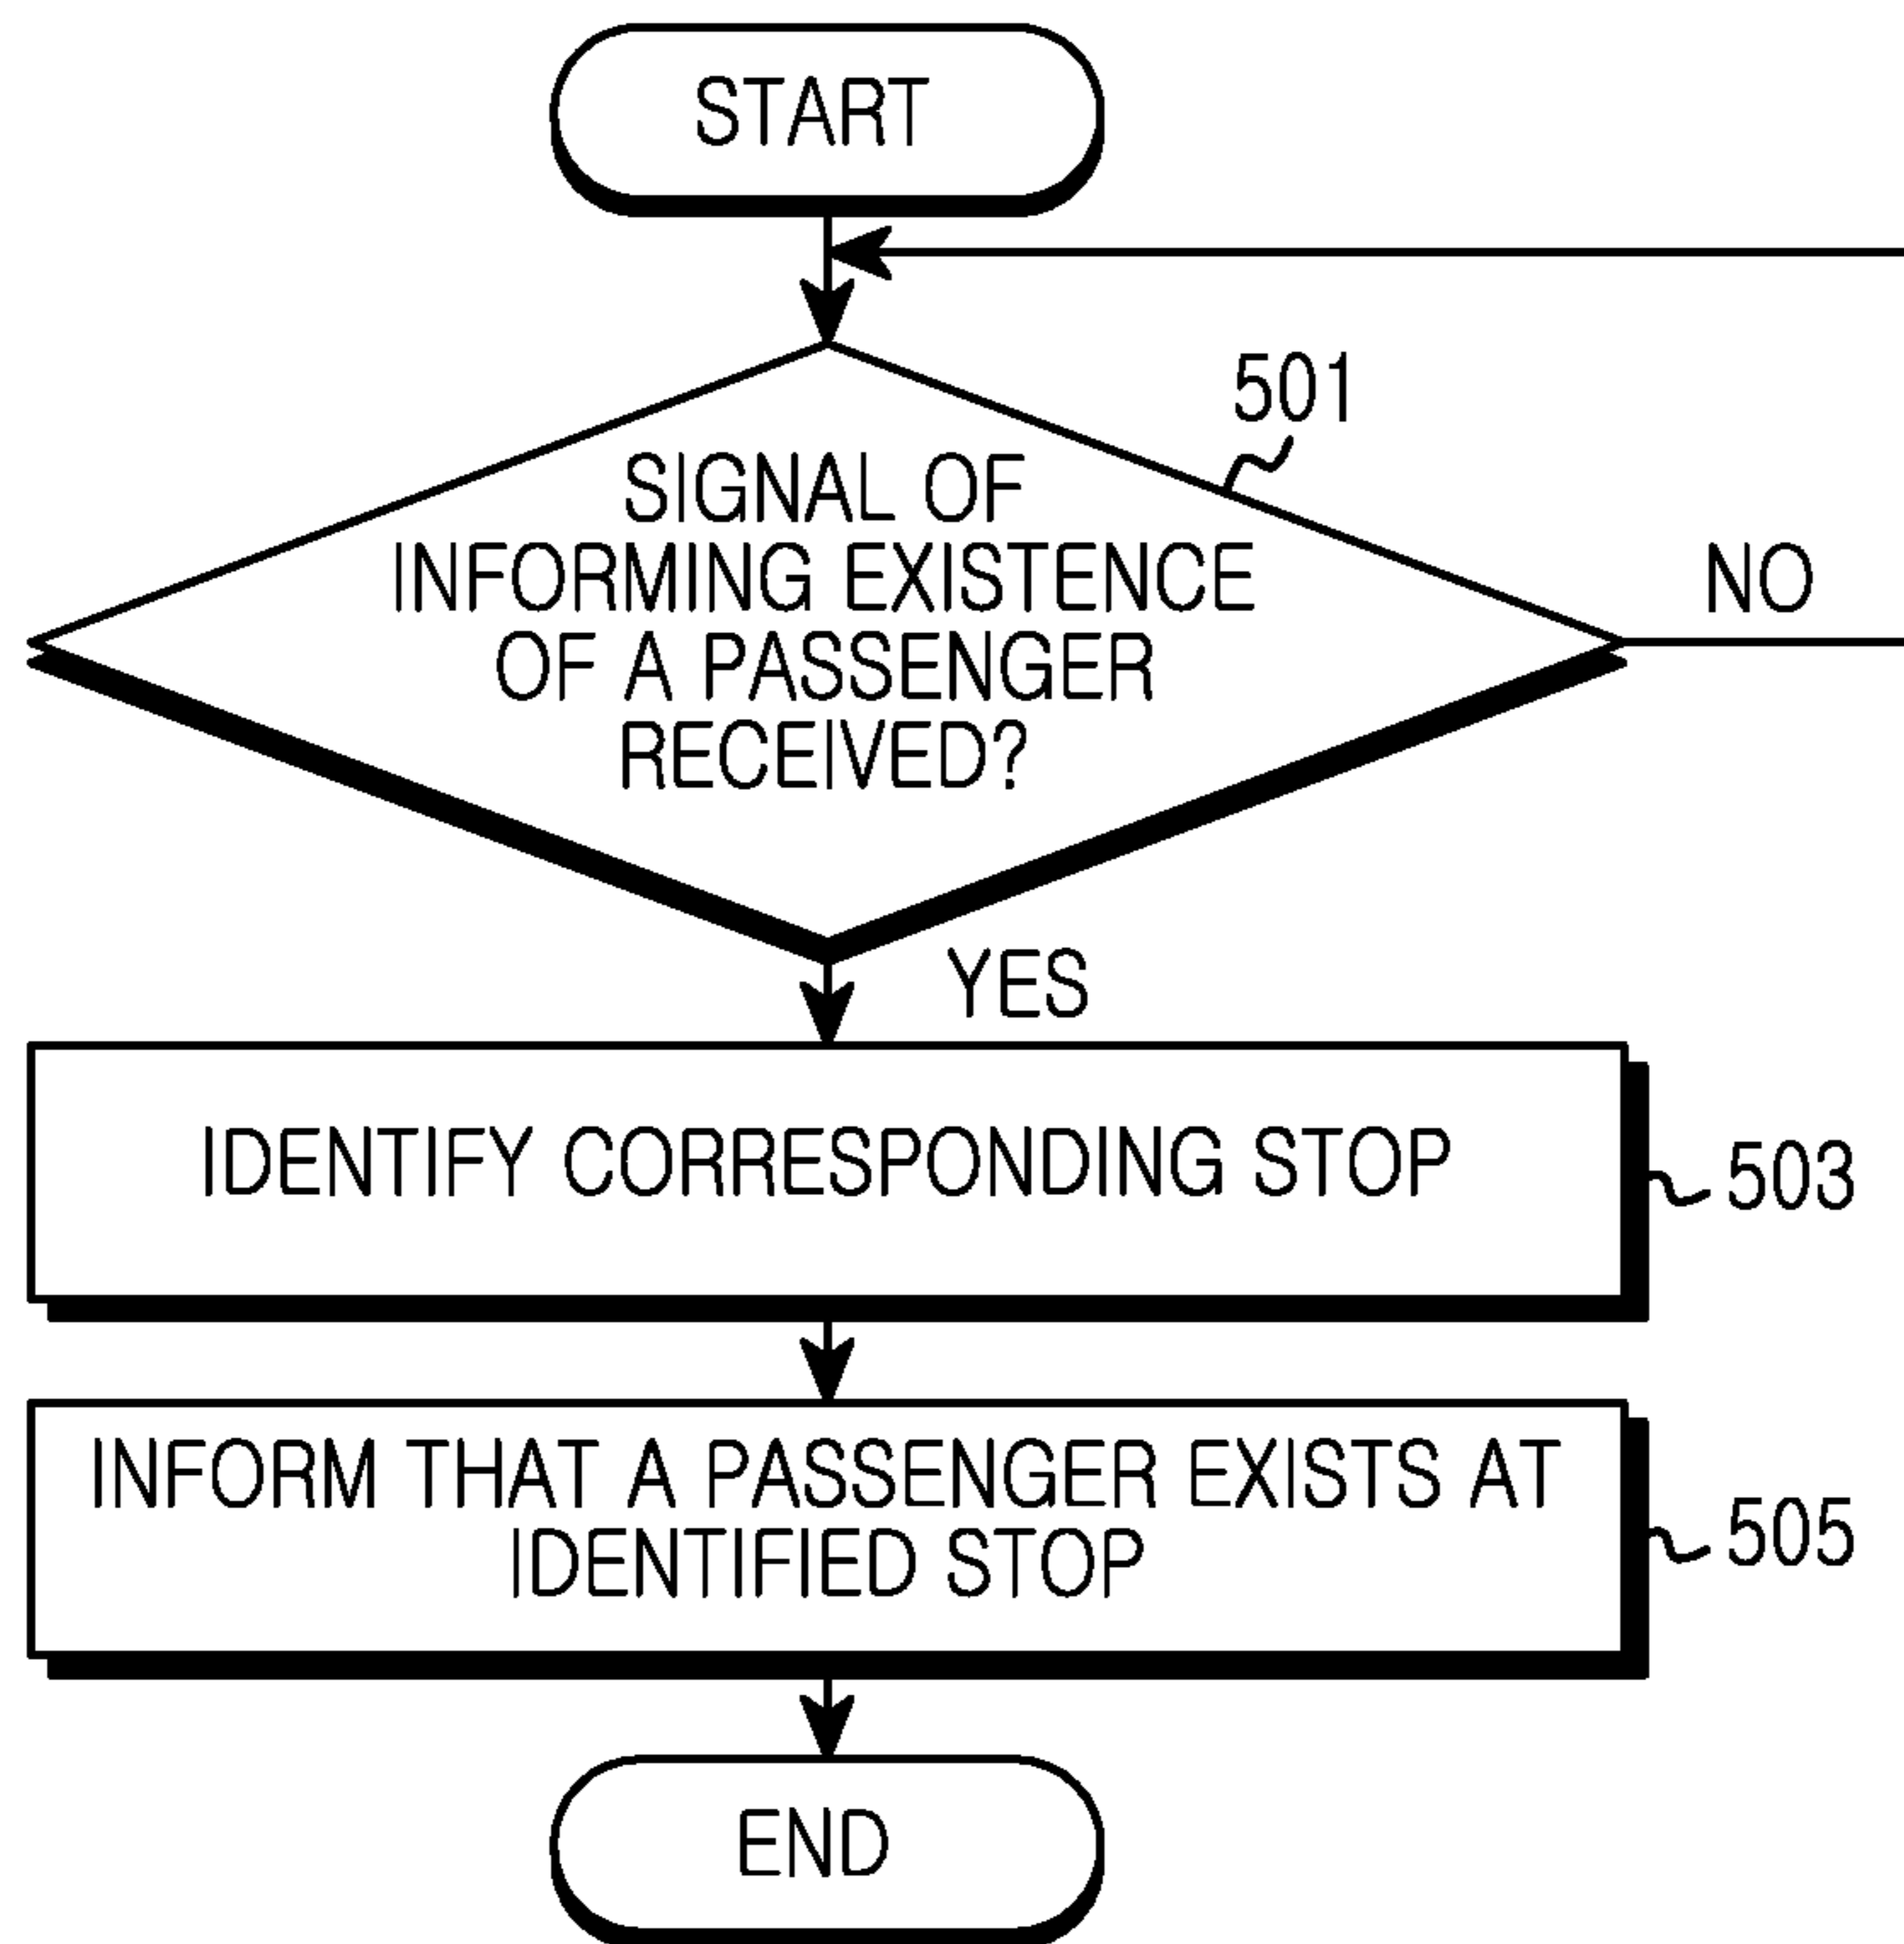 START
501
SIGNAL OF
INFORMING EXISTENCE
OF A PASSENGER
RECEIVED?
NO
YES
IDENTIFY CORRESPONDING STOP
503
INFORM THAT A PASSENGER EXISTS AT
IDENTIFIED STOP
505
END